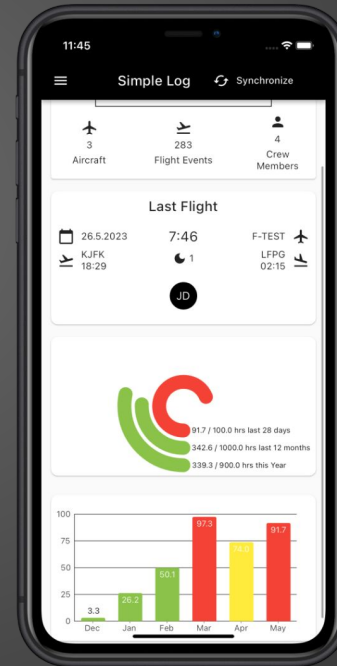 11:45
Simple Log
Synchronize
3
Aircraft
283
Flight Events
4
Crew
Members
Last Flight
26.5.2023
7:46
F-TEST
KJFK
18:29
1
LFPG
02:15
JD
91.7 / 100.0 hrs last 28 days
342.6 / 1000.0 hrs last 12 months
339.3 / 900.0 hrs this Year
100
75
50
25
0
3.3
26.2
50.1
97.3
74.0
91.7
Dec
Jan
Feb
Mar
Apr
May